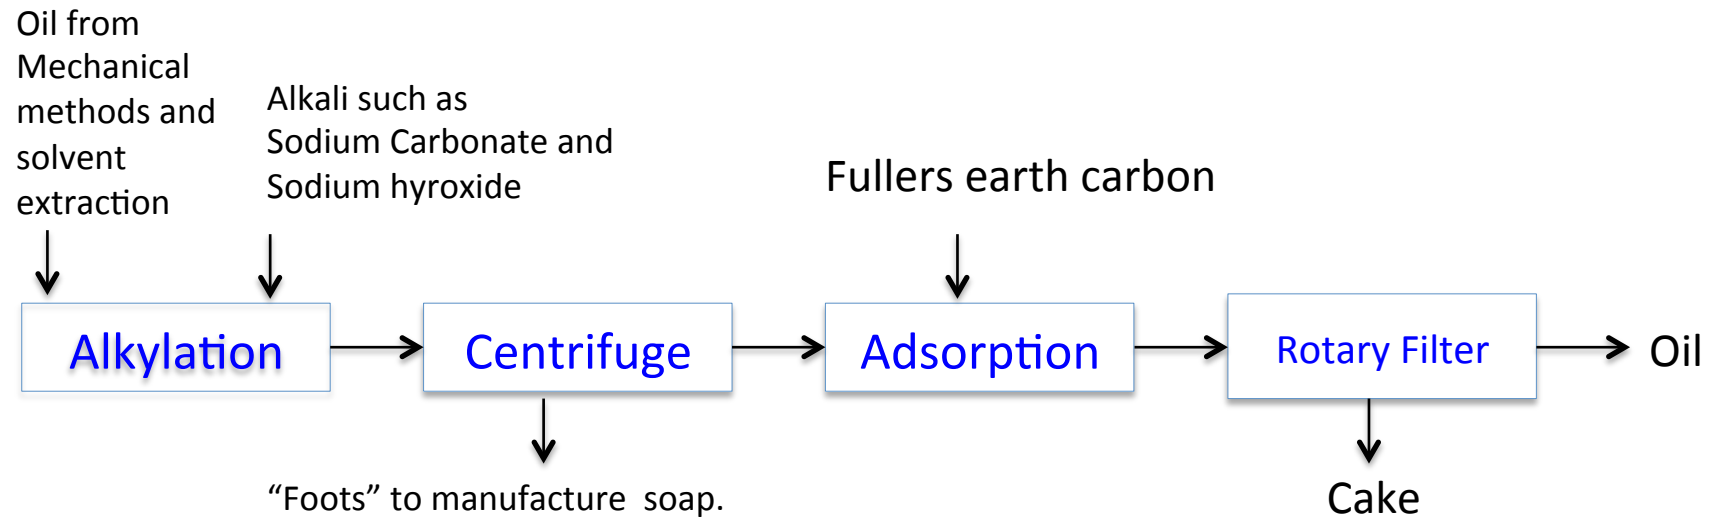 Oil from
Mechanical
methods and
solvent
extraction
Alkali such as
Sodium Carbonate and
Sodium hyroxide
Fullers earth carbon
Alkylation
Centrifuge
Adsorption
Rotary Filter
Oil
“Foots” to manufacture soap.
Cake